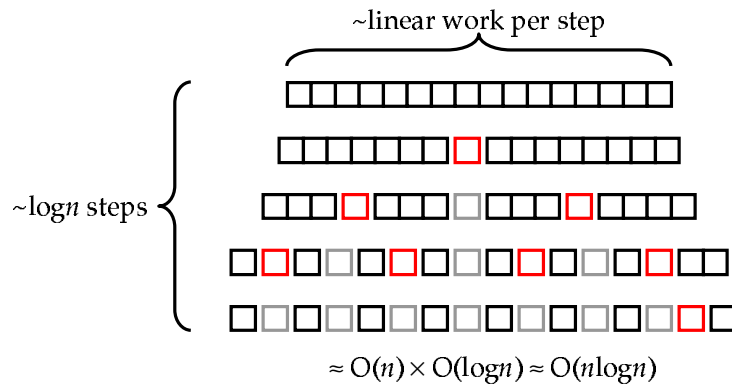 ~linear work per step
~logn steps
≈ O(n) × O(logn) ≈ O(nlogn)